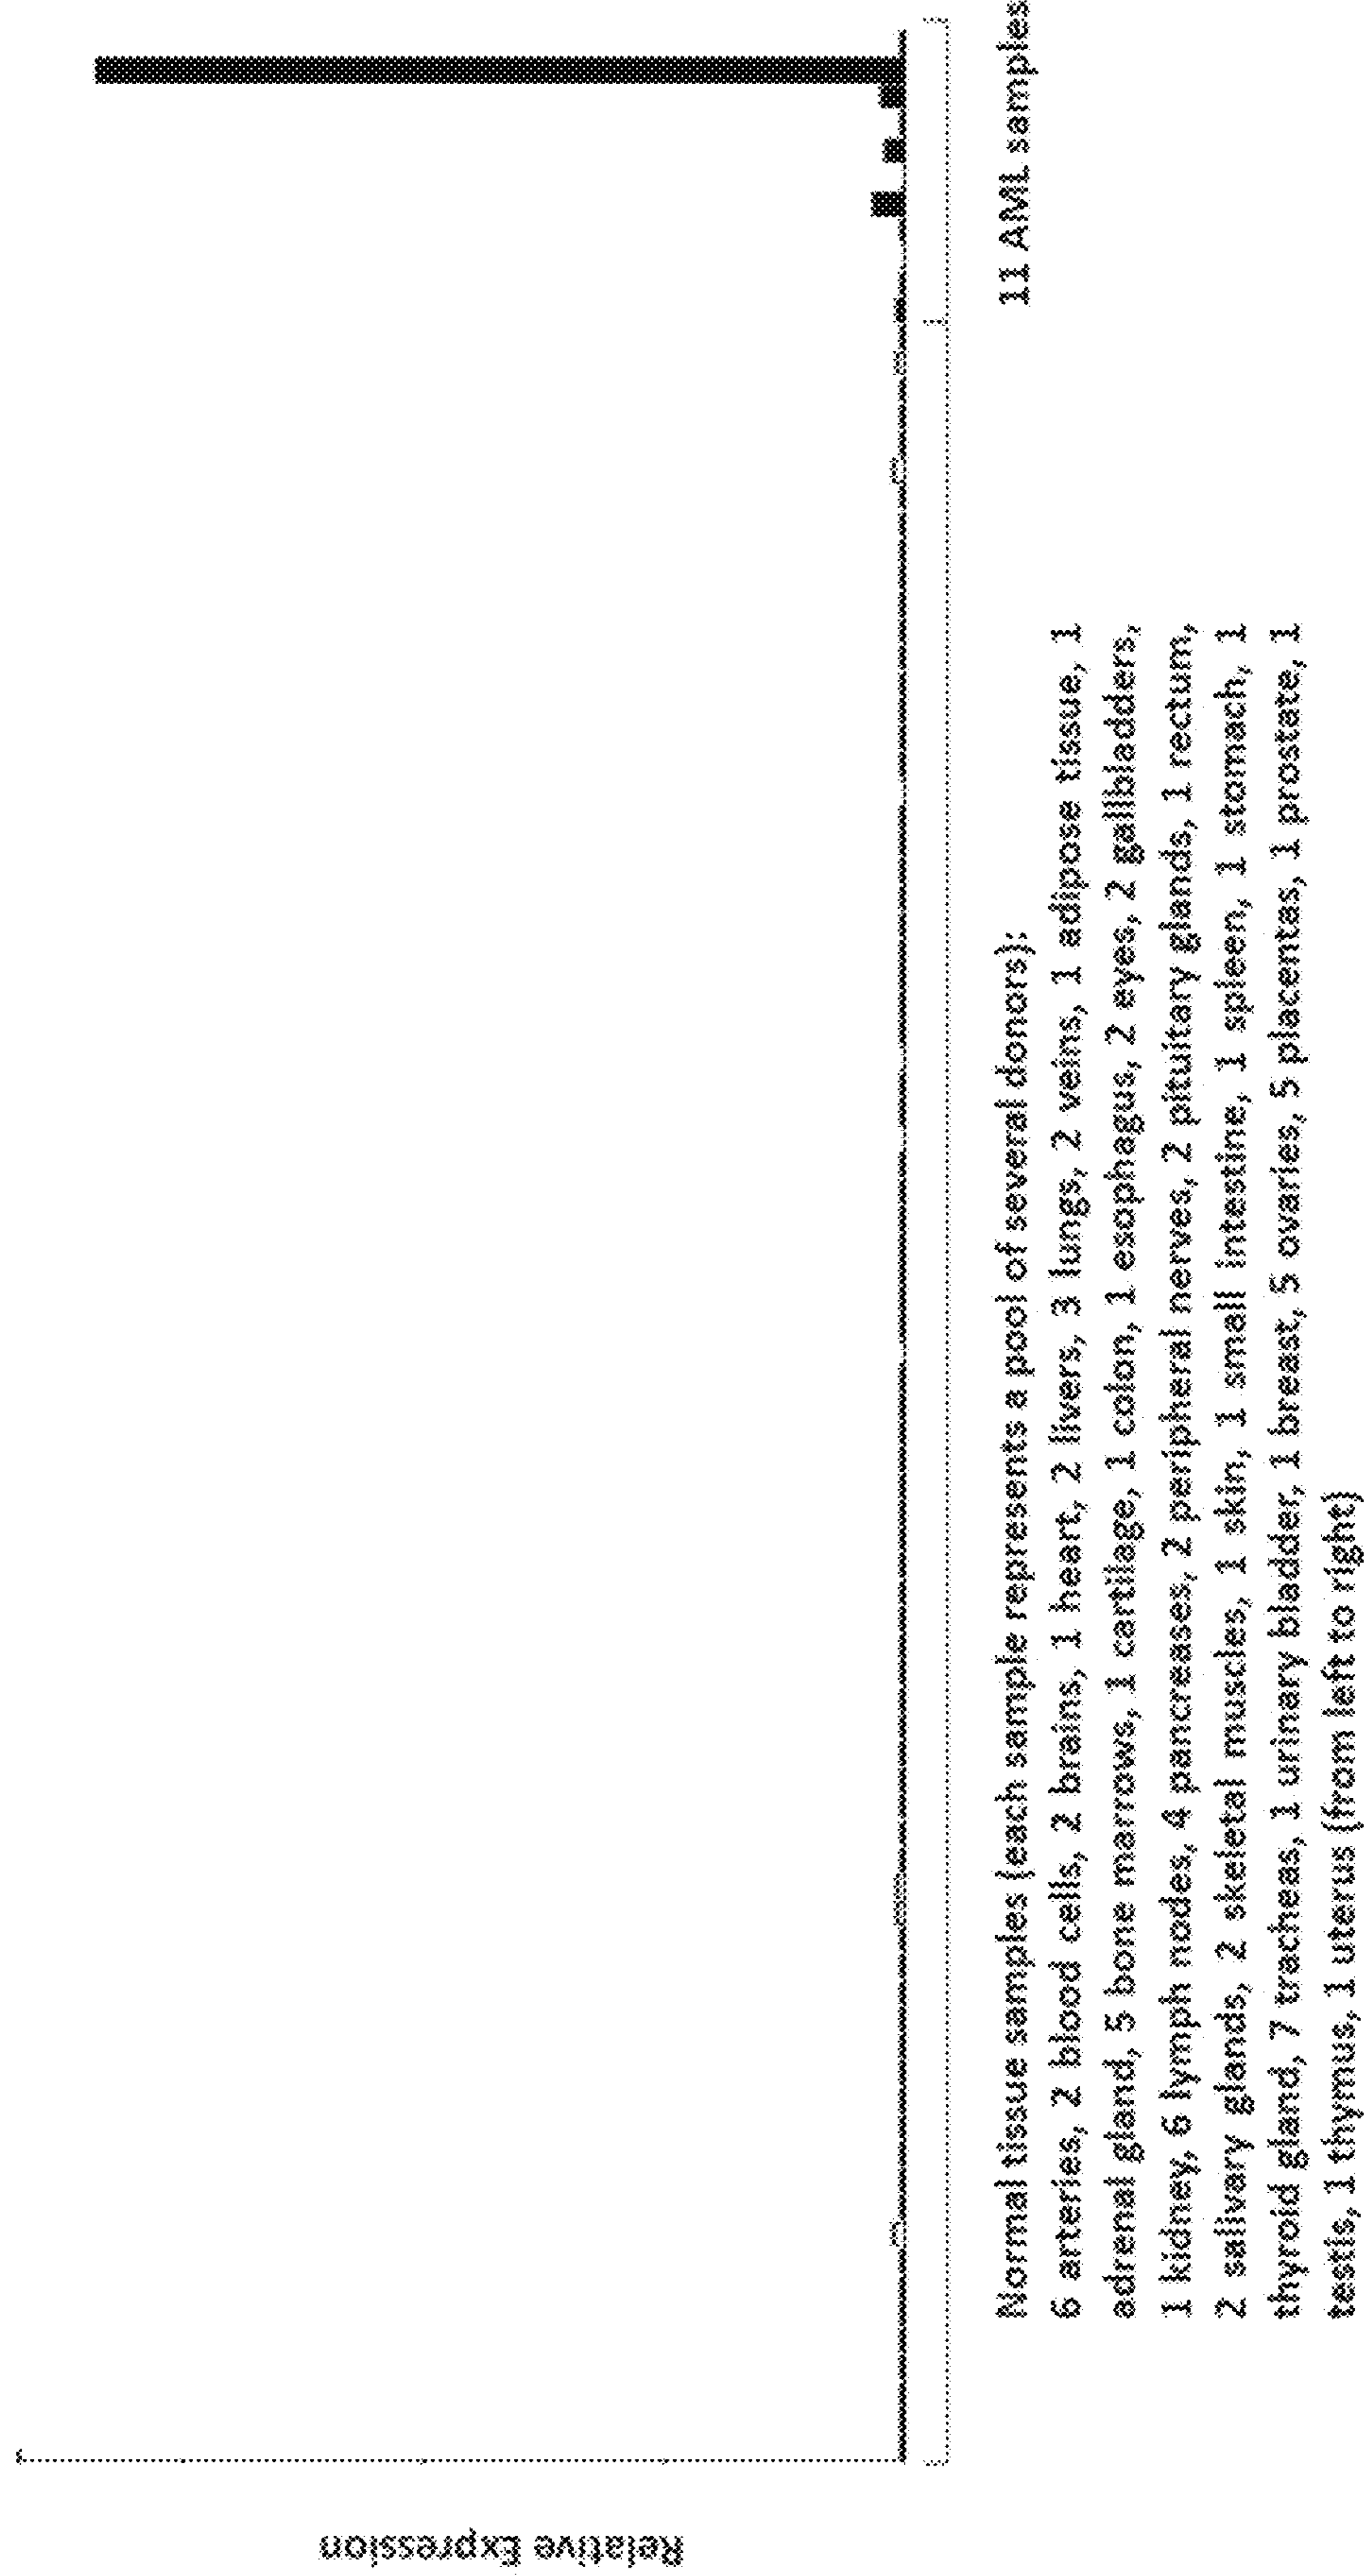 Relative Expression
11 AML samples
Normal tissue samples (each sample represents a pool of several donors):
6 arteries, 2 blood cells, 2 brains, 1 heart, 2 livers, 3 lungs, 2 veins, 1 adipose tissue, 1
adrenal gland, 5 bone marrows, 1 cartilage, 1 colon, 1 esophagus, 2 eyes, 2 gallbladders,
1 kidney, 6 lymph nodes, 4 pancreases, 2 peripheral nerves, 2 pituitary glands, 1 rectum,
2 salivary glands, 2 skeletal muscles, 1 skin, 1 small intestine, 1 spleen, 1 stomach, 1
thyroid gland, 7 tracheas, 1 urinary bladder, 1 breast, 5 ovaries, 5 placentas, 1 prostate, 1
testis, 1 thymus, 1 uterus (from left to right)